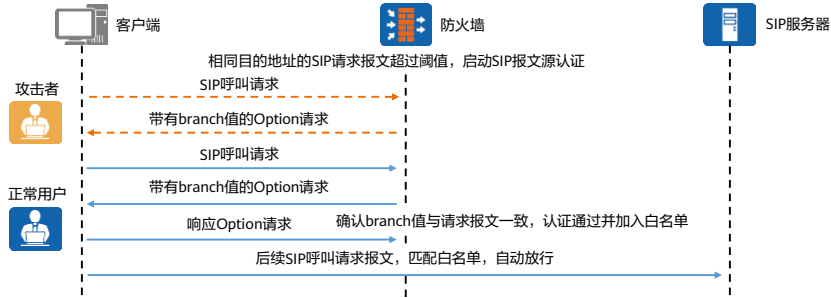 客户端
防火墙
SIP服务器
相同目的地址的SIP请求报文超过阈值，启动SIP报文源认证
攻击者
SIP呼叫请求
带有branch值的Option请求
SIP呼叫请求
正常用户
带有branch值的Option请求
响应Option请求
确认branch值与请求报文一致，认证通过并加入白名单
后续SIP呼叫请求报文，匹配白名单，自动放行